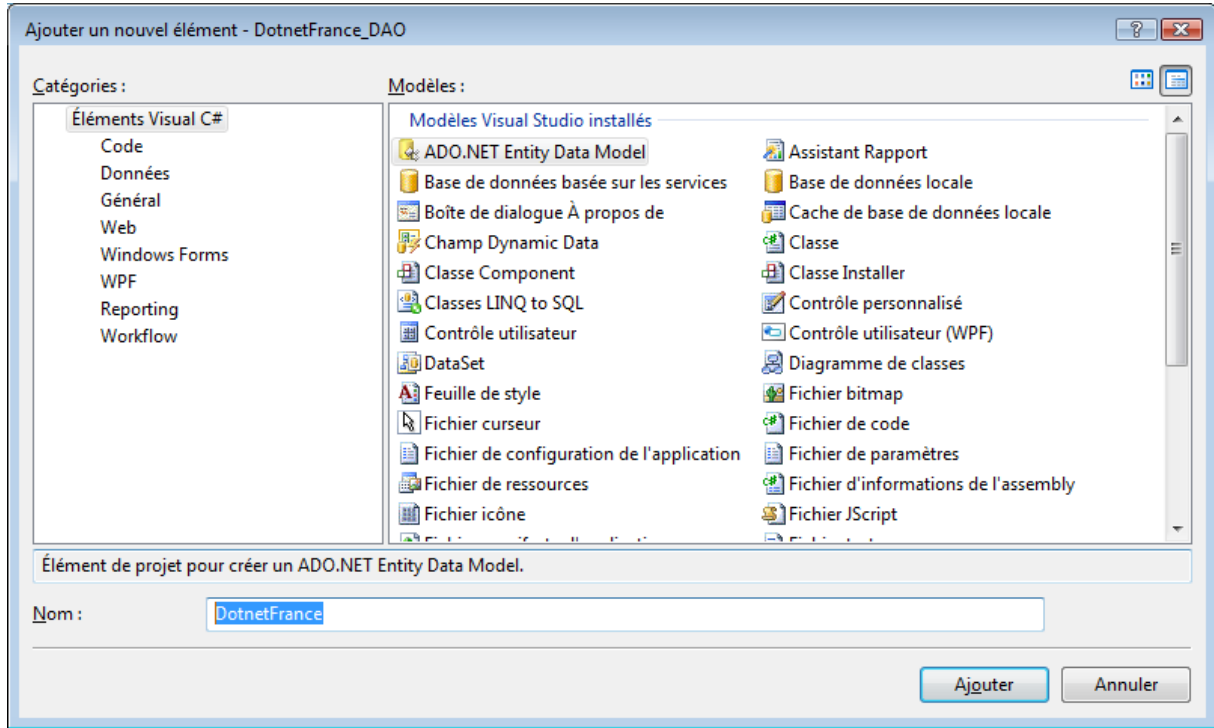 Ajouter un nouvel élément - DotnetFrance_DAO
Catégories :
Modèles :
Éléments Visual C#
Code
Données
Général
Web
Windows Forms
WPF
Reporting
Workflow
Modèles Visual Studio installés
ADO.NET Entity Data Model
Assistant Rapport
Base de données basée sur les services
Base de données locale
Boîte de dialogue À propos de
Cache de base de données locale
Champ Dynamic Data
Classe
Classe Component
Classe Installer
Classes LINQ to SQL
Contrôle personnalisé
Contrôle utilisateur
Contrôle utilisateur (WPF)
DataSet
Diagramme de classes
Feuille de style
Fichier bitmap
Fichier curseur
Fichier de code
Fichier de configuration de l'application
Fichier de paramètres
Fichier de ressources
Fichier d'informations de l'assembly
Fichier icône
Fichier JScript
Élément de projet pour créer un ADO.NET Entity Data Model.
Nom :
DotnetFrance
Ajouter
Annuler